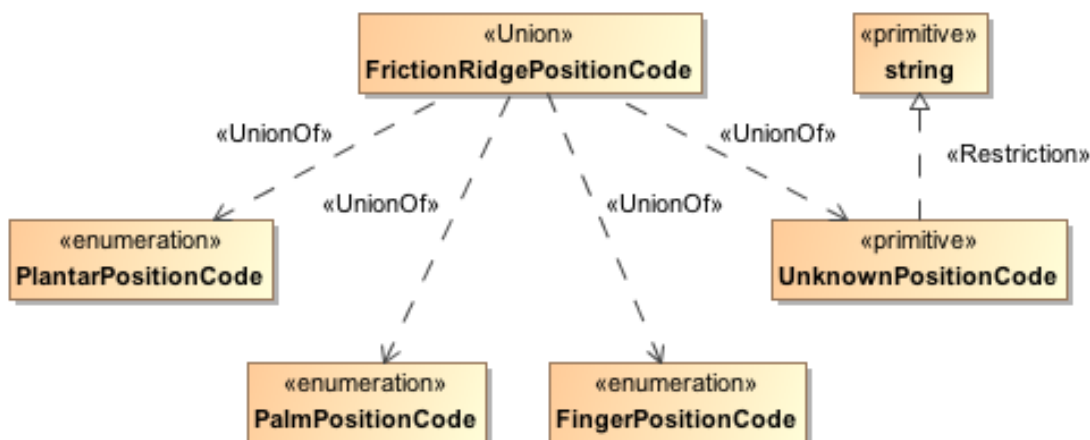 «Union»
FrictionRidgePositionCode
«primitive»
string
«UnionOf»
«UnionOf»
«UnionOf»
«UnionOf»
«Restriction»
«enumeration»
PlantarPositionCode
«primitive»
UnknownPositionCode
«enumeration»
PalmPositionCode
«enumeration»
FingerPositionCode